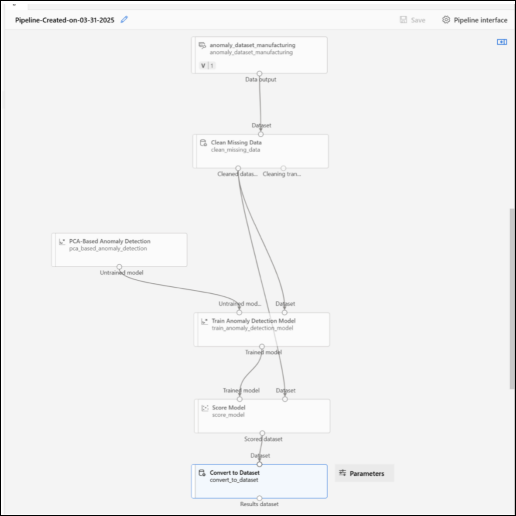 Pipeline-Created-on-03-31-2025
Save
Pipeline interface
anomaly_dataset_manufacturing
anomaly_dataset_manufacturing
V 1
Data output
Dataset
Clean Missing Data
clean_missing_data
Cleaned datas...
Cleaning tran...
PCA-Based Anomaly Detection
pca_based_anomaly_detection
Untrained model
Untrained mod...
Dataset
Train Anomaly Detection Model
train_anomaly_detection_model
Trained model
Trained model
Dataset
Score Model
score_model
Scored dataset
Dataset
Convert to Dataset
convert_to_dataset
Parameters
Results dataset